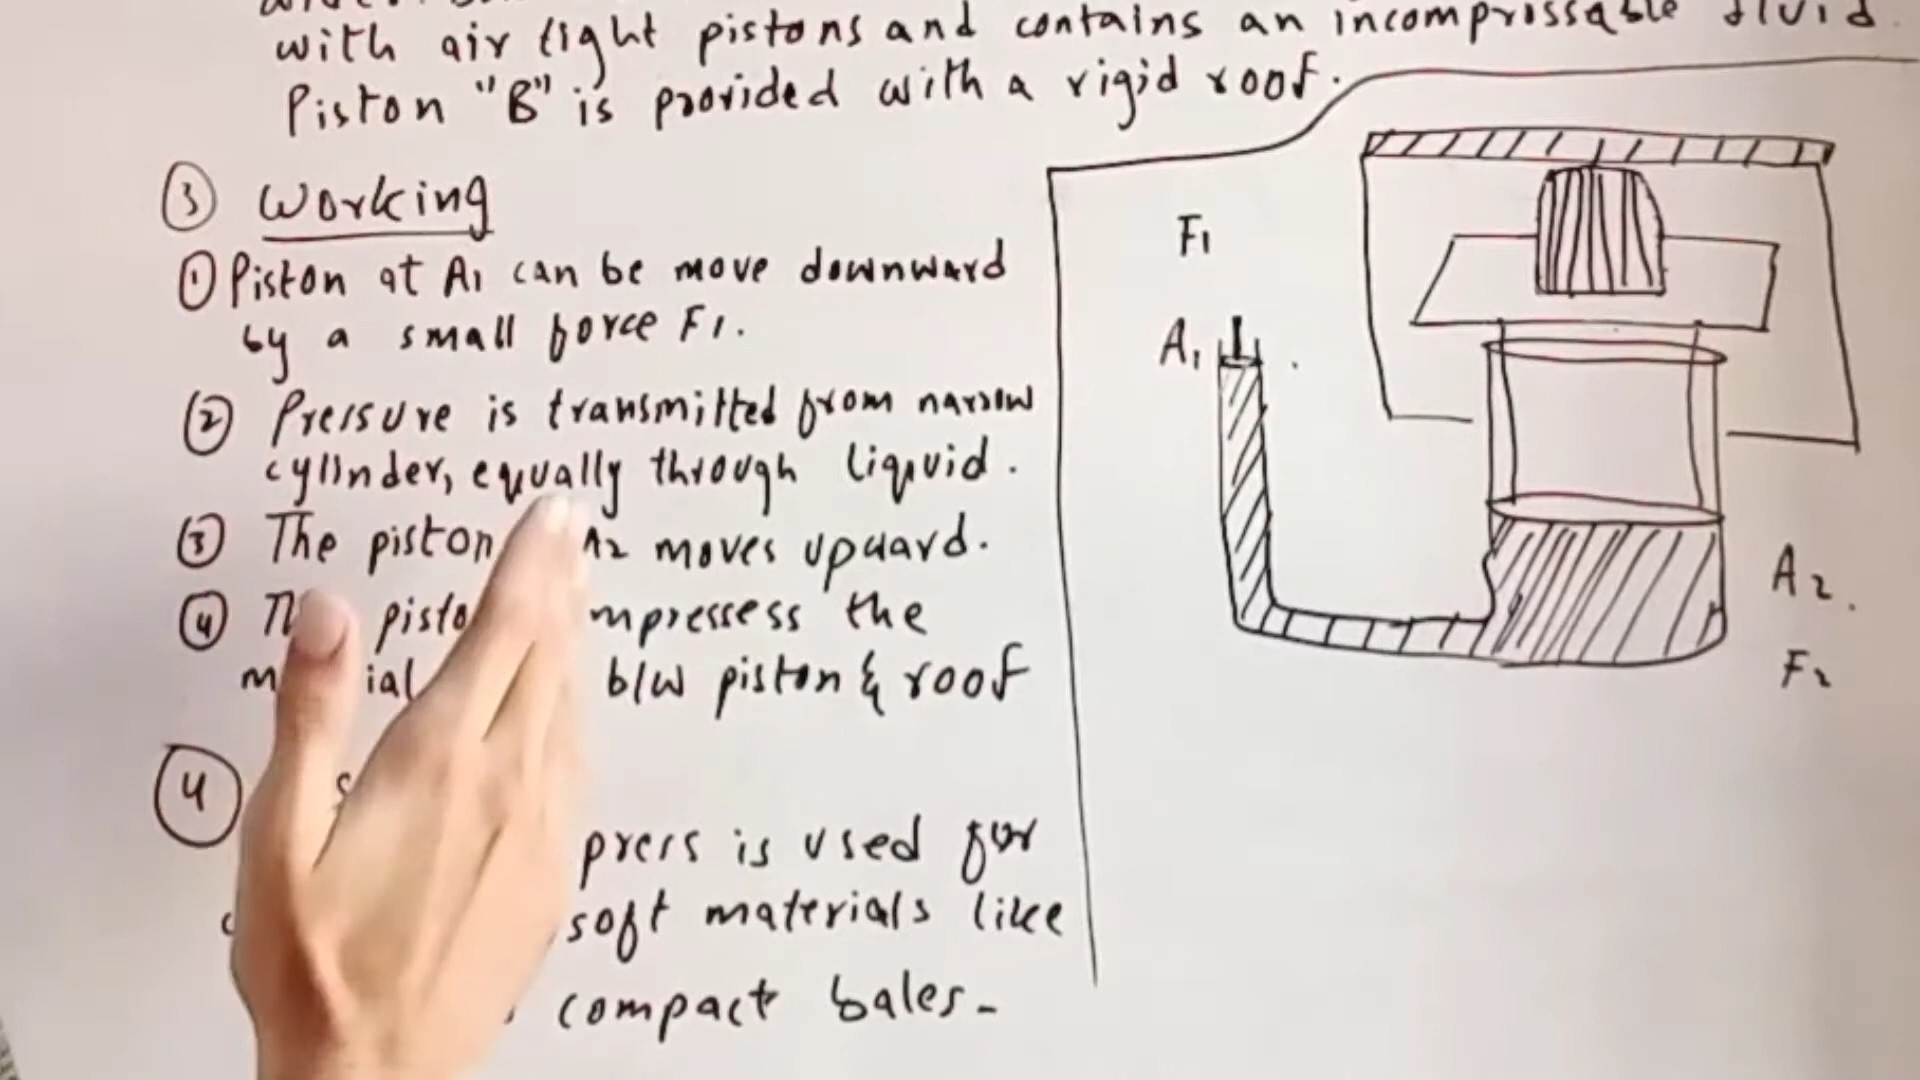 with air tight pistons and contains an incomprissable fluid.
Piston "B" is provided with a rigid roof.
③ Working
① Piston at A1 can be move downward
by a small force F1.
② Pressure is transmitted from narrow
cylinder, equally through liquid.
③ The piston A2 moves upward.
④ the
b/w piston & roof
④
press is used for
soft materials like
compact bales-
F1
A1
A2.
F2